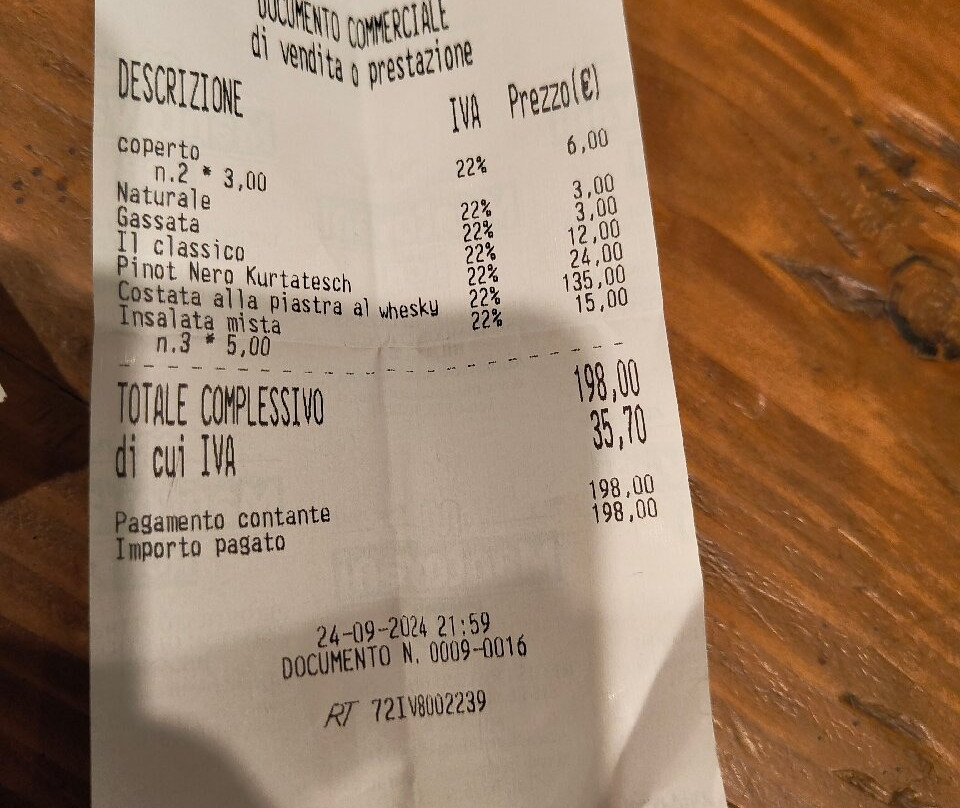 DOCUMENTO COMMERCIALE
di vendita o prestazione
DESCRIZIONE IVA Prezzo(€)
coperto 22% 6,00
n.2 * 3,00
Naturale 22% 3,00
Gassata 22% 3,00
Il classico 22% 12,00
Pinot Nero Kurtatesch 22% 24,00
Costata alla piastra al whesky 22% 135,00
Insalata mista 22% 15,00
n.3 * 5,00
TOTALE COMPLESSIVO 198,00
di cui IVA 35,70
Pagamento contante 198,00
Importo pagato 198,00
24-09-2024 21:59
DOCUMENTO N. 0009-0016
RT 72IV8002239